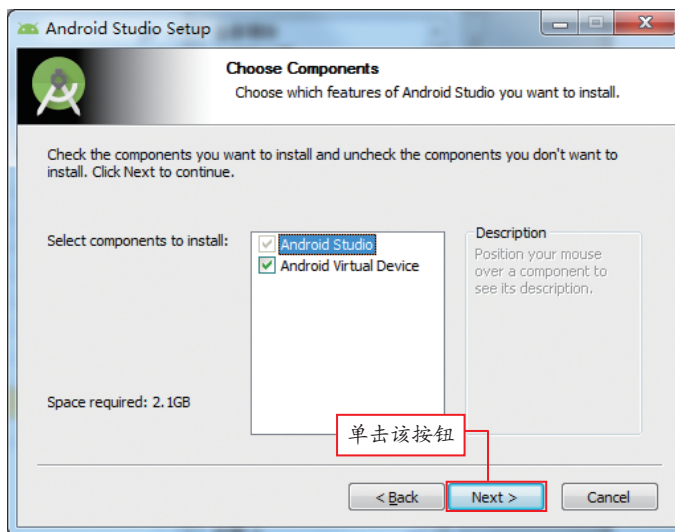 Android Studio Setup
Choose Components
Choose which features of Android Studio you want to install.
Check the components you want to install and uncheck the components you don't want to
install. Click Next to continue.
Select components to install:
Android Studio
Android Virtual Device
Description
Position your mouse
over a component to
see its description.
Space required: 2.1GB
单击该按钮
< Back
Next >
Cancel